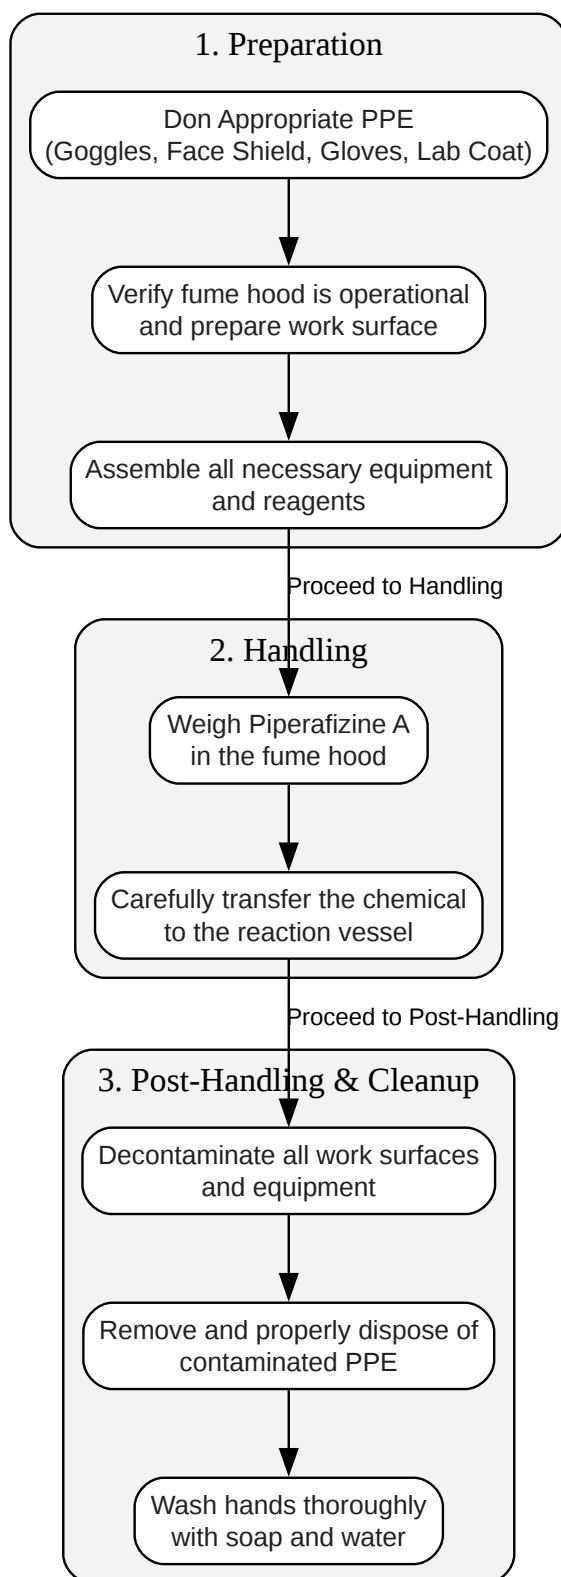 1. Preparation
Don Appropriate PPE
(Goggles, Face Shield, Gloves, Lab Coat)
Verify fume hood is operational
and prepare work surface
Assemble all necessary equipment
and reagents
Proceed to Handling
2. Handling
Weigh Piperafizine A
in the fume hood
Carefully transfer the chemical
to the reaction vessel
Proceed to Post-Handling
3. Post-Handling & Cleanup
Decontaminate all work surfaces
and equipment
Remove and properly dispose of
contaminated PPE
Wash hands thoroughly
with soap and water